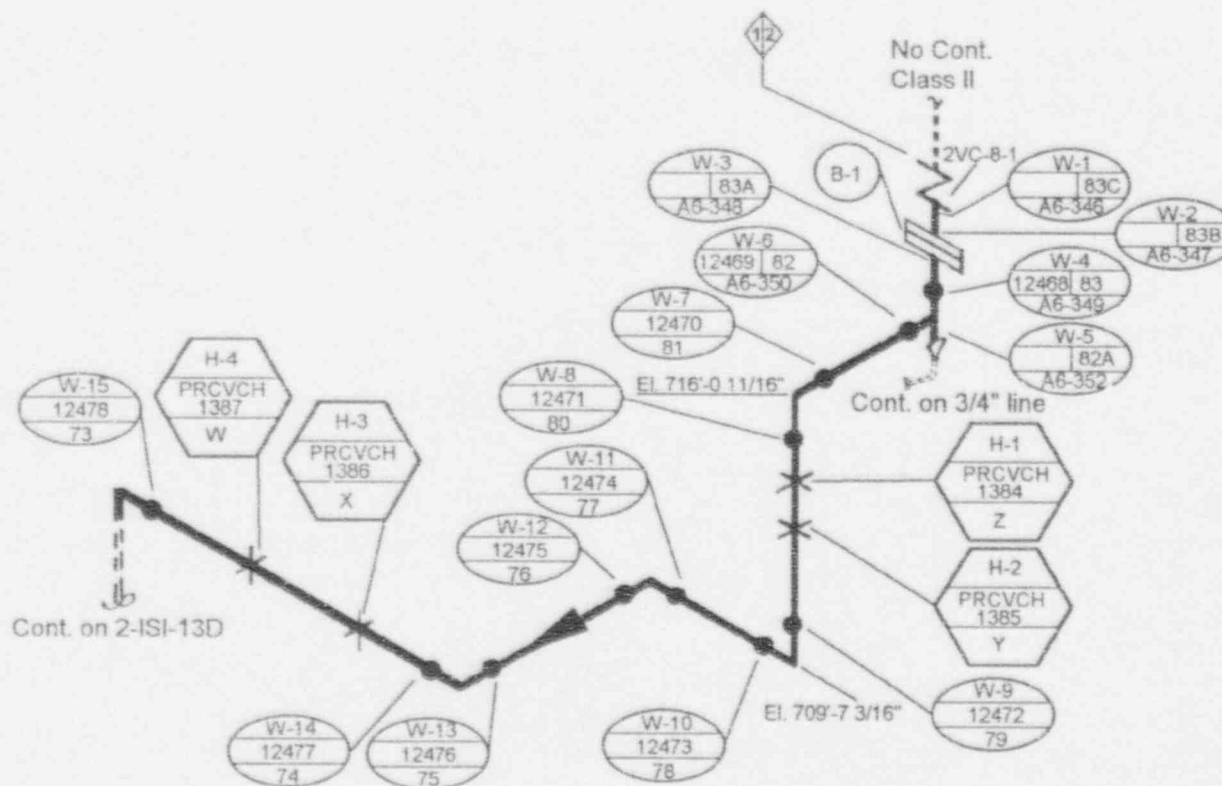 12
No Cont.
Class II
2VC-8-1
W-3
83A
A6-348
B-1
W-1
83C
A6-346
W-2
83B
A6-347
W-6
12469 82
A6-350
W-4
12468 83
A6-349
W-7
12470
81
W-5
82A
A6-352
El. 716'-0 11/16"
Cont. on 3/4" line
W-8
12471
80
H-4
PRCVCH
1387
W
W-15
12478
73
H-3
PRCVCH
1386
X
W-11
12474
77
H-1
PRCVCH
1384
Z
W-12
12475
76
H-2
PRCVCH
1385
Y
Cont. on 2-ISI-13D
El. 709'-7 3/16"
W-9
12472
79
W-14
12477
74
W-13
12476
75
W-10
12473
78